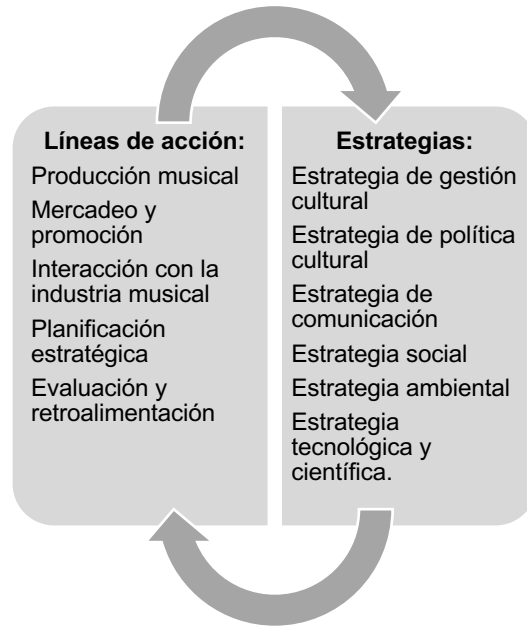 Líneas de acción:
Producción musical
Mercadeo y
promoción
Interacción con la
industria musical
Planificación
estratégica
Evaluación y
retroalimentación
Estrategias:
Estrategia de gestión
cultural
Estrategia de política
cultural
Estrategia de
comunicación
Estrategia social
Estrategia ambiental
Estrategia
tecnológica y
científica.